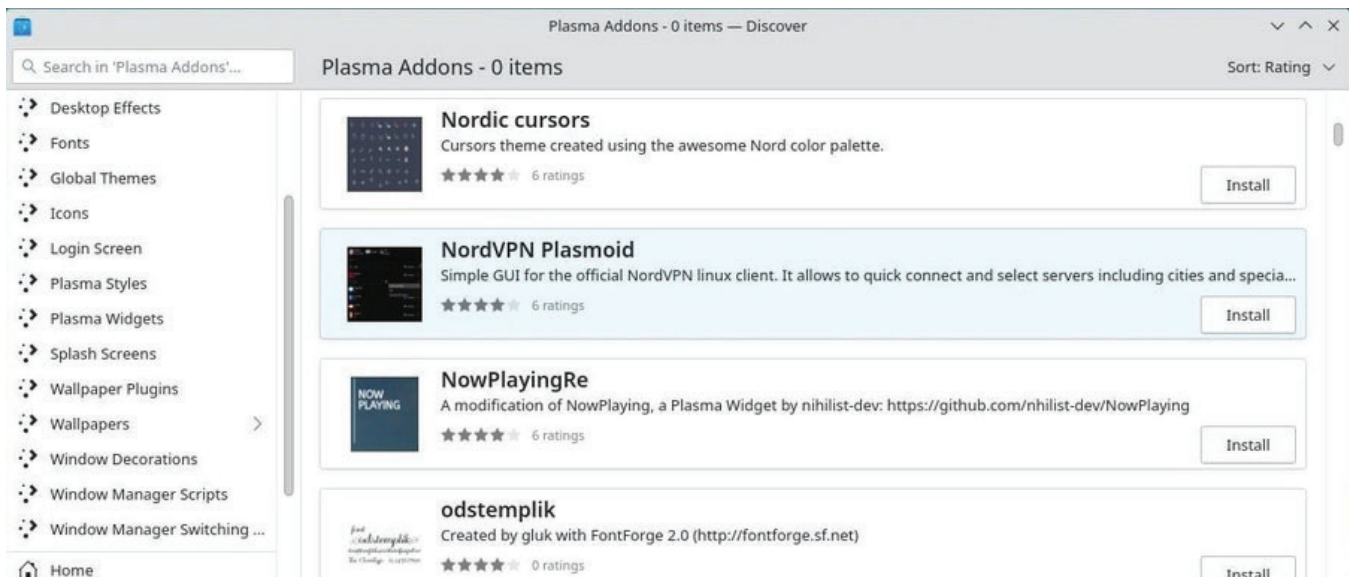 Plasma Addons - 0 items — Discover
Search in 'Plasma Addons'...
Plasma Addons - 0 items
Sort: Rating
Desktop Effects
Fonts
Global Themes
Icons
Login Screen
Plasma Styles
Plasma Widgets
Splash Screens
Wallpaper Plugins
Wallpapers
Window Decorations
Window Manager Scripts
Window Manager Switching ...
Home
Nordic cursors
Cursors theme created using the awesome Nord color palette.
6 ratings
Install
NordVPN Plasmoid
Simple GUI for the official NordVPN linux client. It allows to quick connect and select servers including cities and specia...
6 ratings
Install
NOW
PLAYING
NowPlayingRe
A modification of NowPlaying, a Plasma Widget by nihilist-dev: https://github.com/nhilist-dev/NowPlaying
6 ratings
Install
font
odstemplik
odstemplik
Created by gluk with FontForge 2.0 (http://fontforge.sf.net)
0 ratings
Install